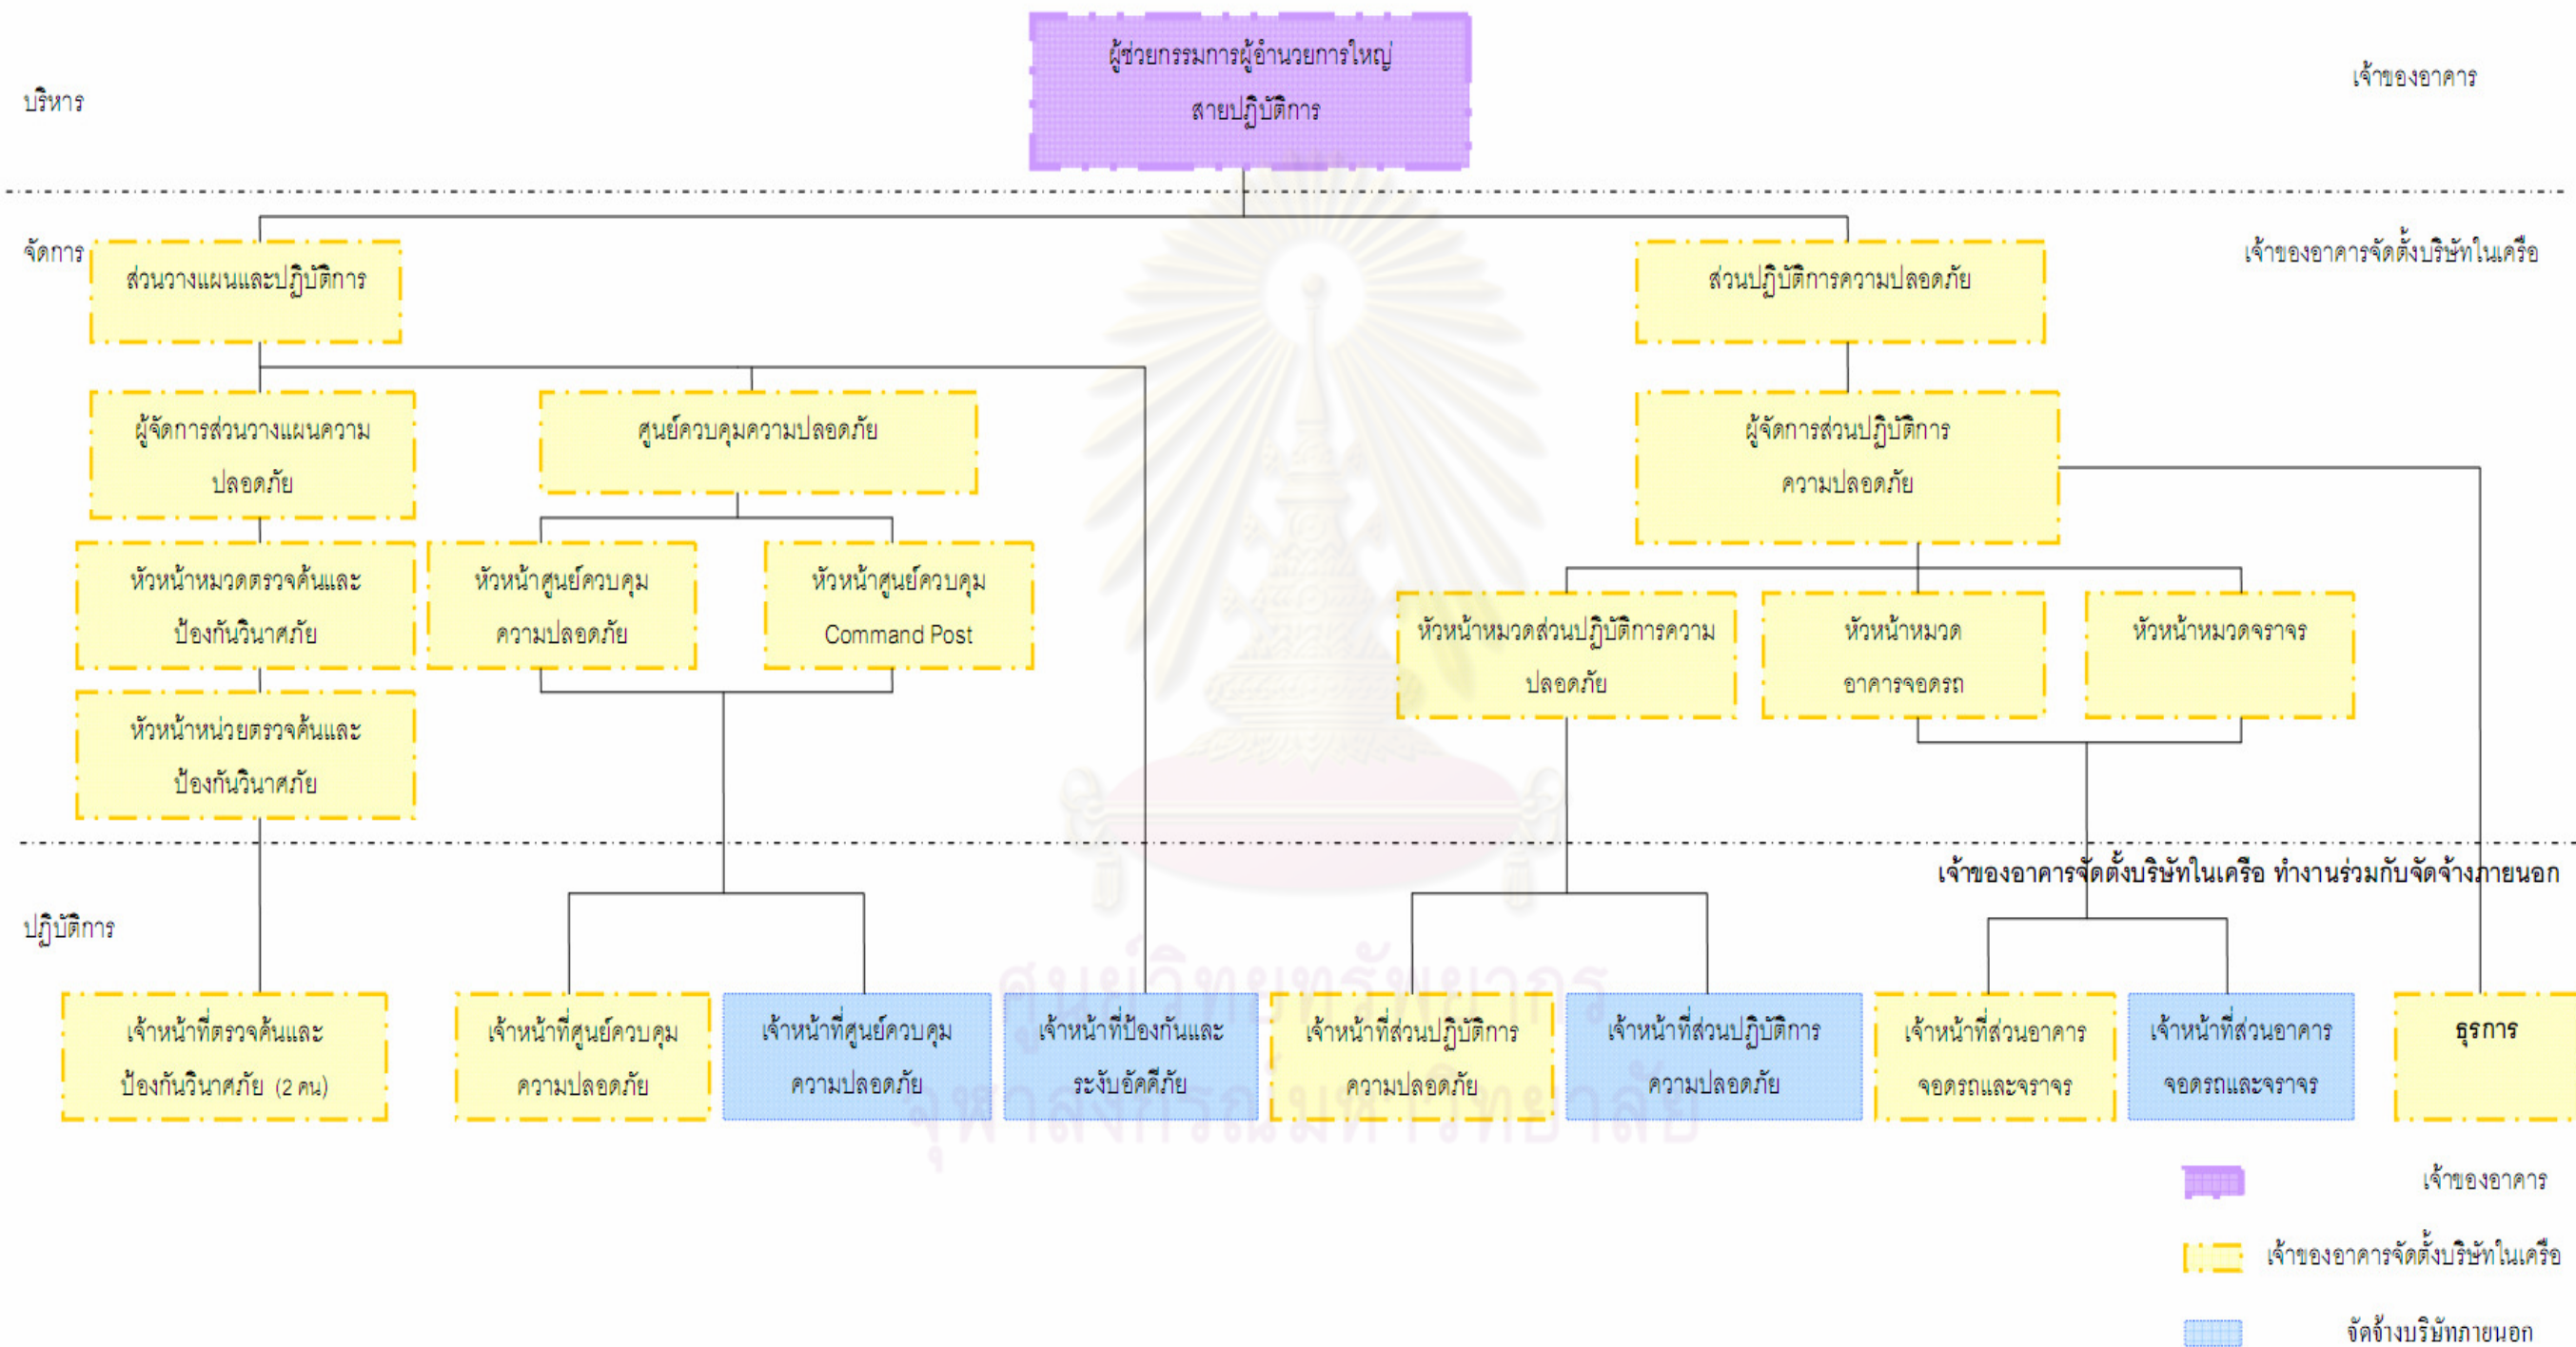 ผู้ช่วยกรรมการผู้อำนวยการใหญ่
สายปฏิบัติการ
บริหาร
เจ้าของอาคาร
จัดการ
เจ้าของอาคารจัดตั้งบริษัทในเครือ
ส่วนวางแผนและปฏิบัติการ
ส่วนปฏิบัติการความปลอดภัย
ผู้จัดการส่วนวางแผนความ
ปลอดภัย
ศูนย์ควบคุมความปลอดภัย
ผู้จัดการส่วนปฏิบัติการ
ความปลอดภัย
หัวหน้าหมวดตรวจค้นและ
ป้องกันวินาศภัย
หัวหน้าศูนย์ควบคุม
ความปลอดภัย
หัวหน้าศูนย์ควบคุม
Command Post
หัวหน้าหมวดส่วนปฏิบัติการความ
ปลอดภัย
หัวหน้าหมวด
อาคารจอดรถ
หัวหน้าหมวดจราจร
หัวหน้าหน่วยตรวจค้นและ
ป้องกันวินาศภัย
เจ้าของอาคารจัดตั้งบริษัทในเครือ ทำงานร่วมกับจัดจ้างภายนอก
ปฏิบัติการ
เจ้าหน้าที่ตรวจค้นและ
ป้องกันวินาศภัย (2 คน)
เจ้าหน้าที่ศูนย์ควบคุม
ความปลอดภัย
เจ้าหน้าที่ศูนย์ควบคุม
ความปลอดภัย
เจ้าหน้าที่ป้องกันและ
ระงับอัคคีภัย
เจ้าหน้าที่ส่วนปฏิบัติการ
ความปลอดภัย
เจ้าหน้าที่ส่วนปฏิบัติการ
ความปลอดภัย
เจ้าหน้าที่ส่วนอาคาร
จอดรถและจราจร
เจ้าหน้าที่ส่วนอาคาร
จอดรถและจราจร
ธุรการ
ศูนย์วิทยทรัพยากร
จุฬาลงกรณ์มหาวิทยาลัย
เจ้าของอาคาร
เจ้าของอาคารจัดตั้งบริษัทในเครือ
จัดจ้างบริษัทภายนอก